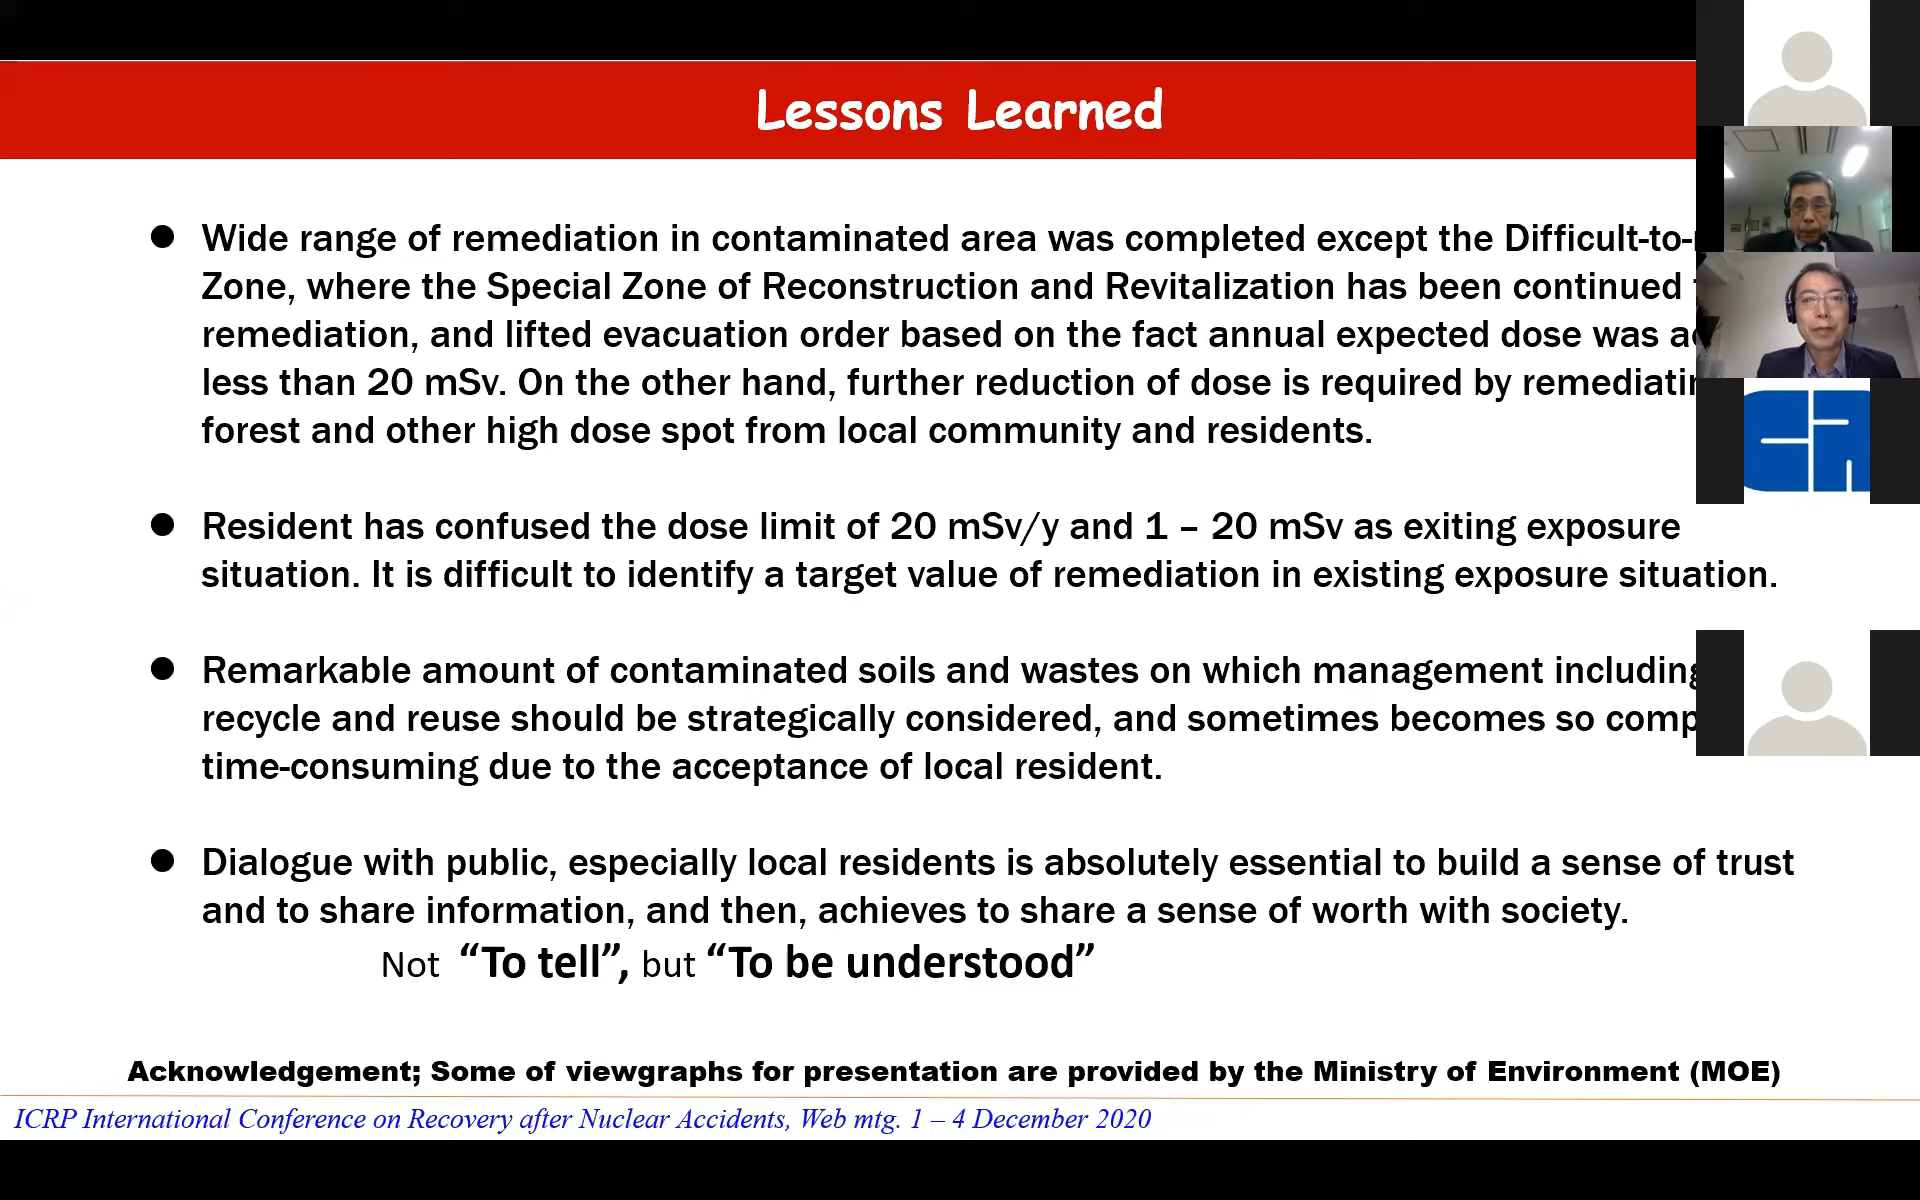 Lessons Learned
● Wide range of remediation in contaminated area was completed except the Difficult-to-
Zone, where the Special Zone of Reconstruction and Revitalization has been continued
remediation, and lifted evacuation order based on the fact annual expected dose was
less than 20 mSv. On the other hand, further reduction of dose is required by
forest and other high dose spot from local community and residents.
● Resident has confused the dose limit of 20 mSv/y and 1 – 20 mSv as exiting exposure
situation. It is difficult to identify a target value of remediation in existing exposure situation.
● Remarkable amount of contaminated soils and wastes on which management including
recycle and reuse should be strategically considered, and sometimes becomes so
time-consuming due to the acceptance of local resident.
● Dialogue with public, especially local residents is absolutely essential to build a sense of trust
and to share information, and then, achieves to share a sense of worth with society.
Not “To tell”, but “To be understood”
Acknowledgement; Some of viewgraphs for presentation are provided by the Ministry of Environment (MOE)
ICRP International Conference on Recovery after Nuclear Accidents, Web mtg. 1 – 4 December 2020